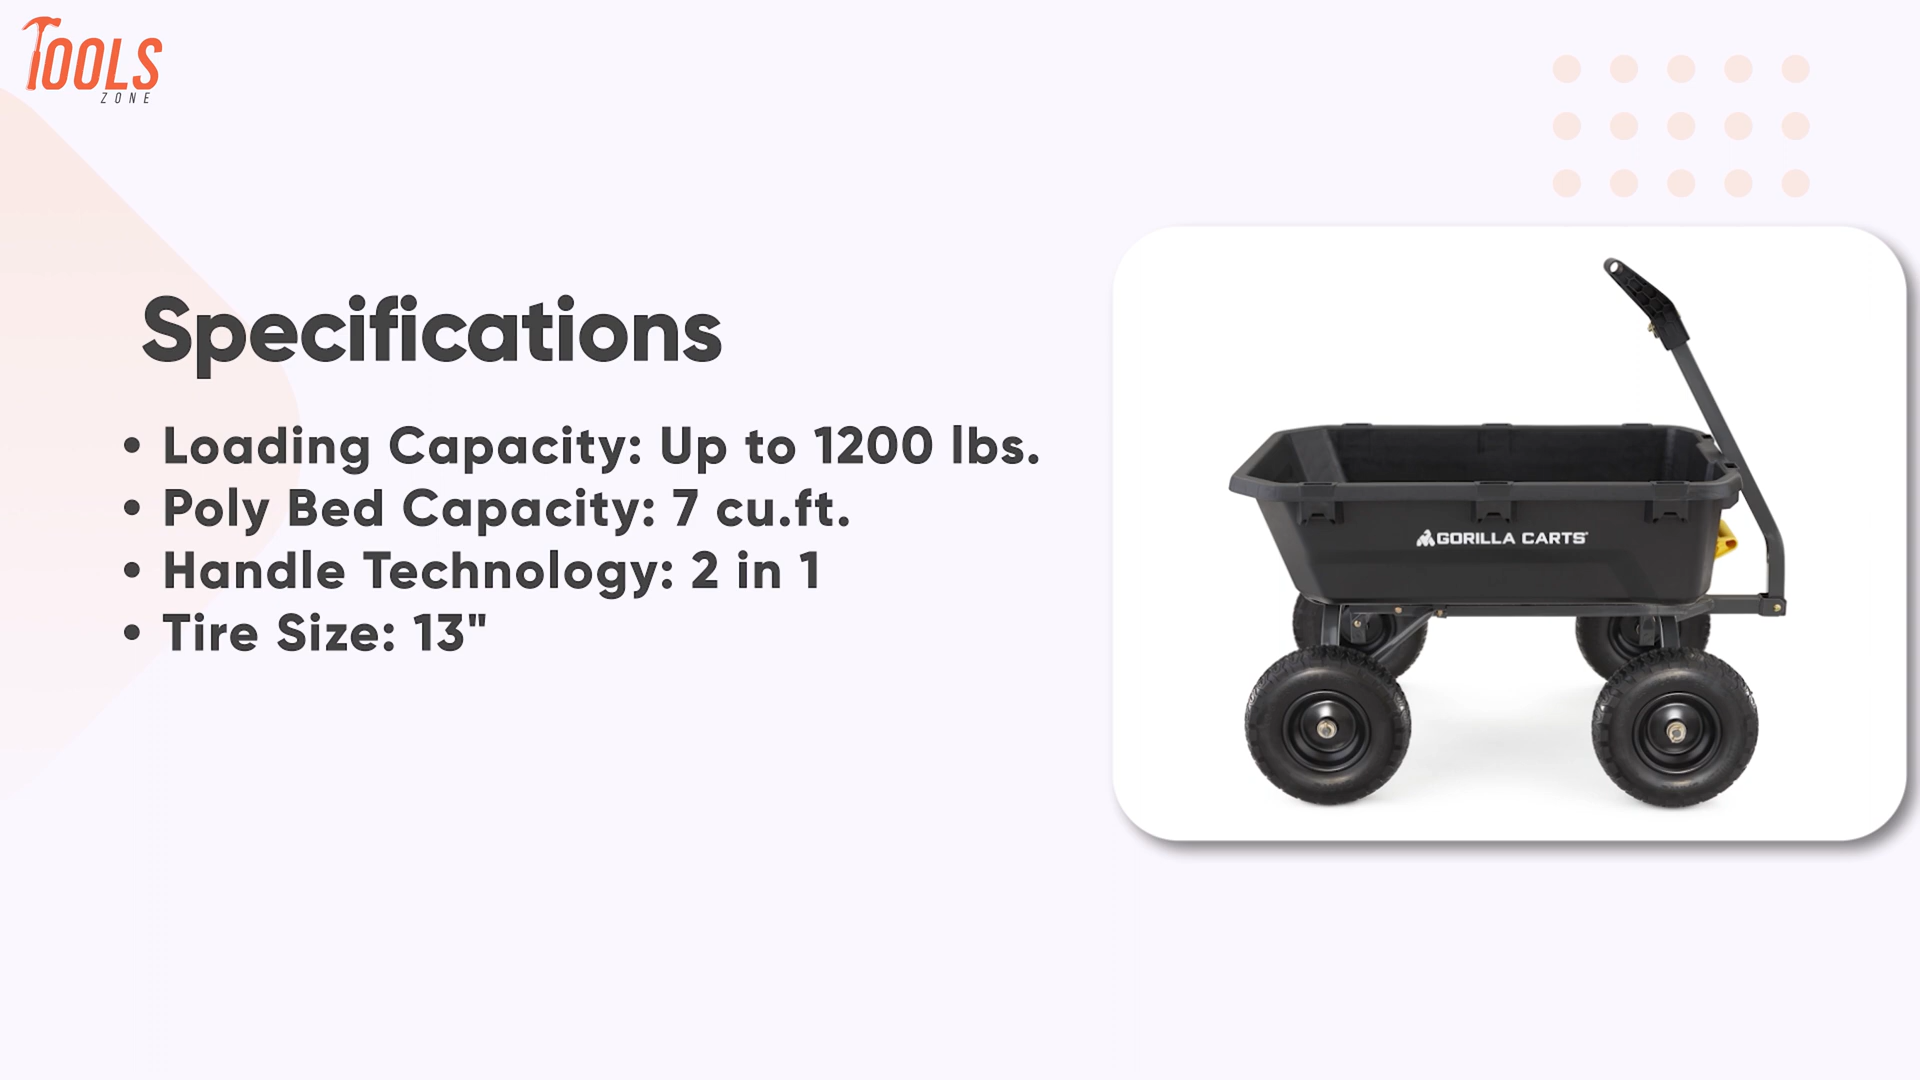 TOOLS
ZONE
Specifications
• Loading Capacity: Up to 1200 lbs.
• Poly Bed Capacity: 7 cu.ft.
• Handle Technology: 2 in 1
• Tire Size: 13"
GORILLA CARTS